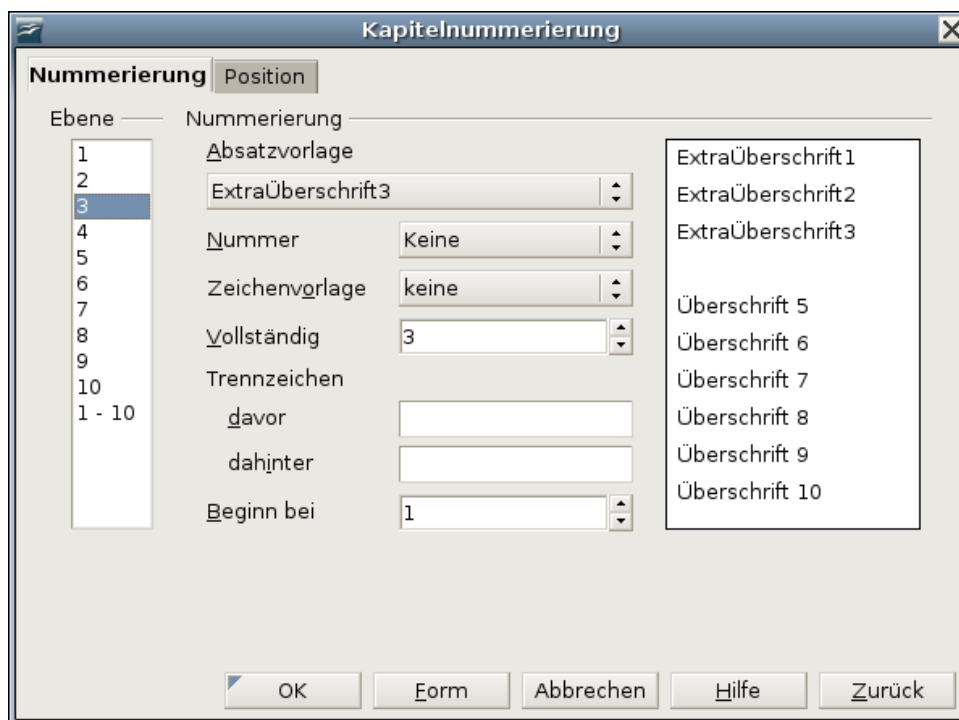 Kapitelnummerierung
Nummerierung
Position
Ebene
1
2
3
4
5
6
7
8
9
10
1 - 10
Nummerierung
Absatzvorlage
ExtraÜberschrift3
Nummer
Keine
Zeichenvorlage
keine
Vollständig
3
Trennzeichen
davor
dahinter
Beginn bei
1
ExtraÜberschrift1
ExtraÜberschrift2
ExtraÜberschrift3
Überschrift 5
Überschrift 6
Überschrift 7
Überschrift 8
Überschrift 9
Überschrift 10
OK
Form
Abbrechen
Hilfe
Zurück